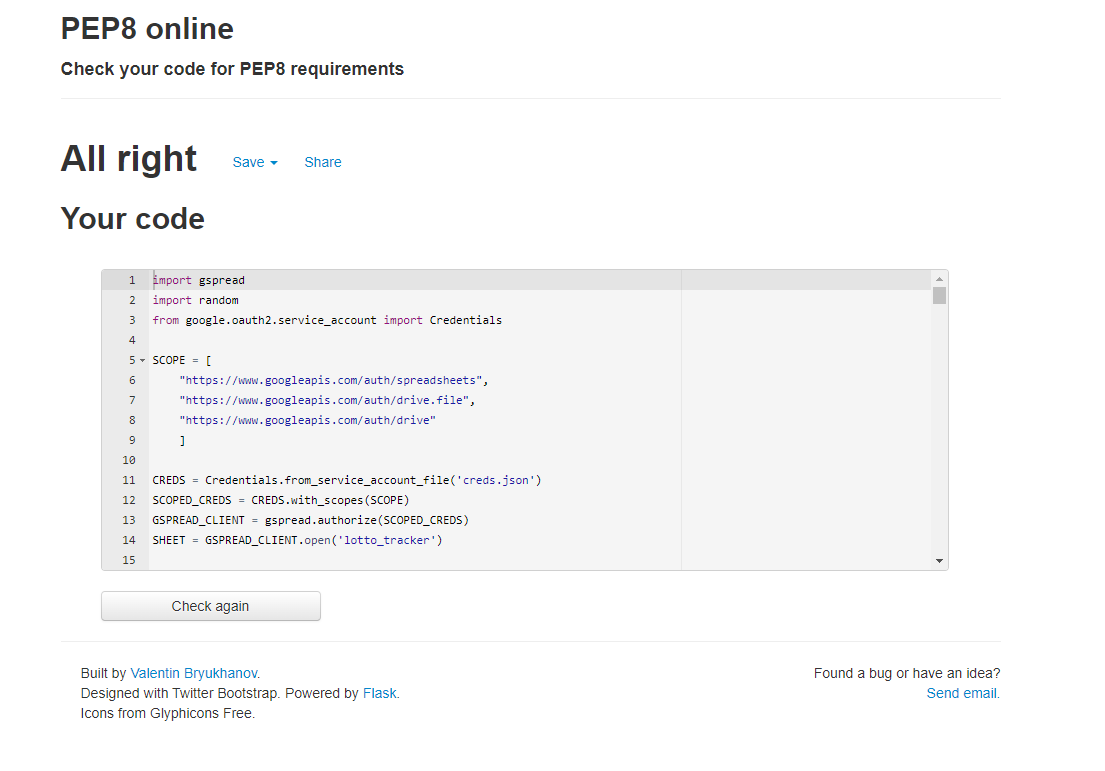 PEP8 online
Check your code for PEP8 requirements
All right Save Share
Your code
1 import gspread
2 import random
3 from google.oauth2.service_account import Credentials
4
5 SCOPE = [
6     "https://www.googleapis.com/auth/spreadsheets",
7     "https://www.googleapis.com/auth/drive.file",
8     "https://www.googleapis.com/auth/drive"
9     ]
10
11 CREDS = Credentials.from_service_account_file('creds.json')
12 SCOPED_CREDS = CREDS.with_scopes(SCOPE)
13 GSPREAD_CLIENT = gspread.authorize(SCOPED_CREDS)
14 SHEET = GSPREAD_CLIENT.open('lotto_tracker')
15
Check again
Built by Valentin Bryukhanov.
Designed with Twitter Bootstrap. Powered by Flask.
Icons from Glyphicons Free.
Found a bug or have an idea?
Send email.